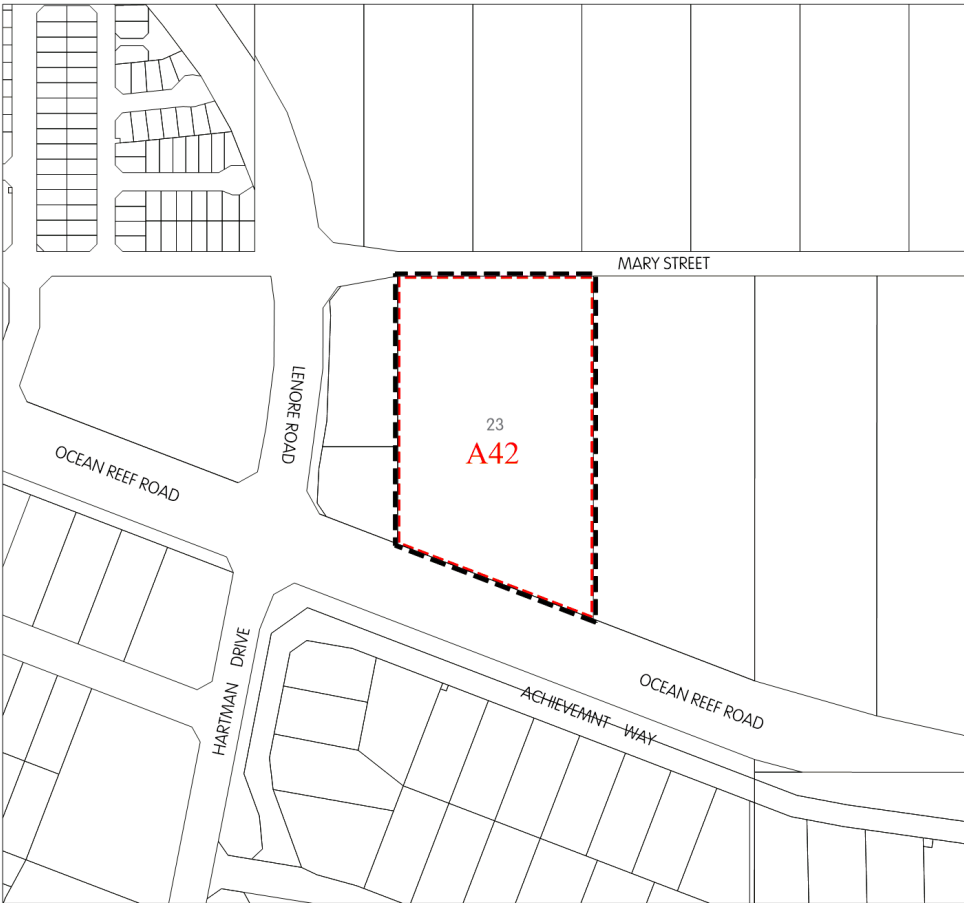 MARY STREET
LENORE ROAD
23
A42
OCEAN REEF ROAD
HARTMAN DRIVE
ACHIEVEMNT WAY
OCEAN REEF ROAD